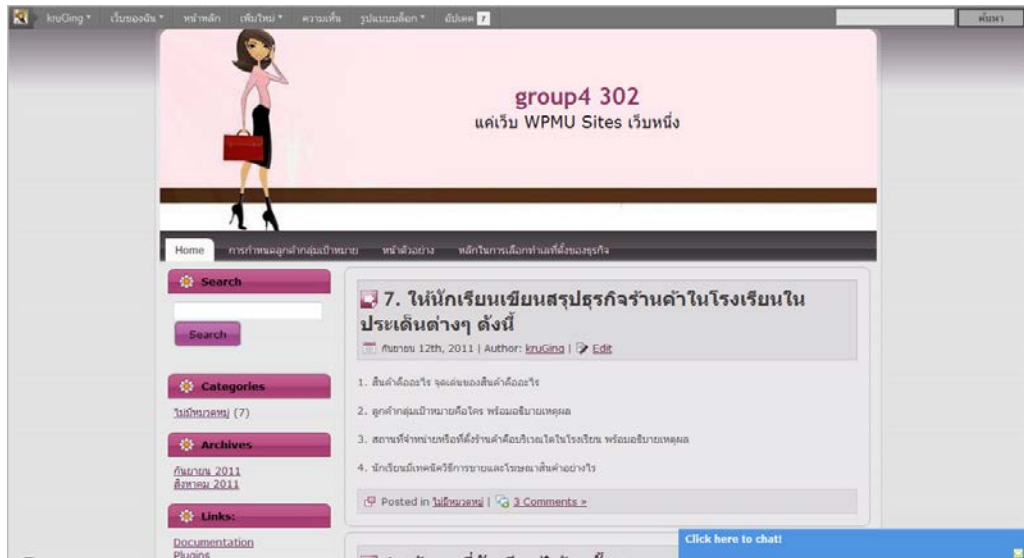 kruGing
เว็บของฉัน
หน้าหลัก
เพิ่มใหม่
ความเห็น
รูปแบบบล็อก
อัปเดต 7
ค้นหา
group4 302
แค่เว็บ WPMU Sites เว็บหนึ่ง
Home
การกำหนดลูกค้ากลุ่มเป้าหมาย
หน้าตัวอย่าง
หลักในการเลือกทำเลที่ตั้งของธุรกิจ
Search
Search
Categories
ไม่มีหมวดหมู่ (7)
Archives
กันยายน 2011
สิงหาคม 2011
Links:
Documentation
Plugins
7. ให้นักเรียนเขียนสรุปธุรกิจร้านค้าในโรงเรียนใน
ประเด็นต่างๆ ดังนี้
กันยายน 12th, 2011 | Author: kruGing | Edit
1. สินค้าคืออะไร จุดเด่นของสินค้าคืออะไร
2. ลูกค้ากลุ่มเป้าหมายคือใคร พร้อมอธิบายเหตุผล
3. สถานที่จำหน่ายหรือที่ตั้งร้านค้าคือบริเวณใดในโรงเรียน พร้อมอธิบายเหตุผล
4. นักเรียนมีเทคนิควิธีการขายและโฆษณาสินค้าอย่างไร
Posted in ไม่มีหมวดหมู่ | 3 Comments »
Click here to chat!